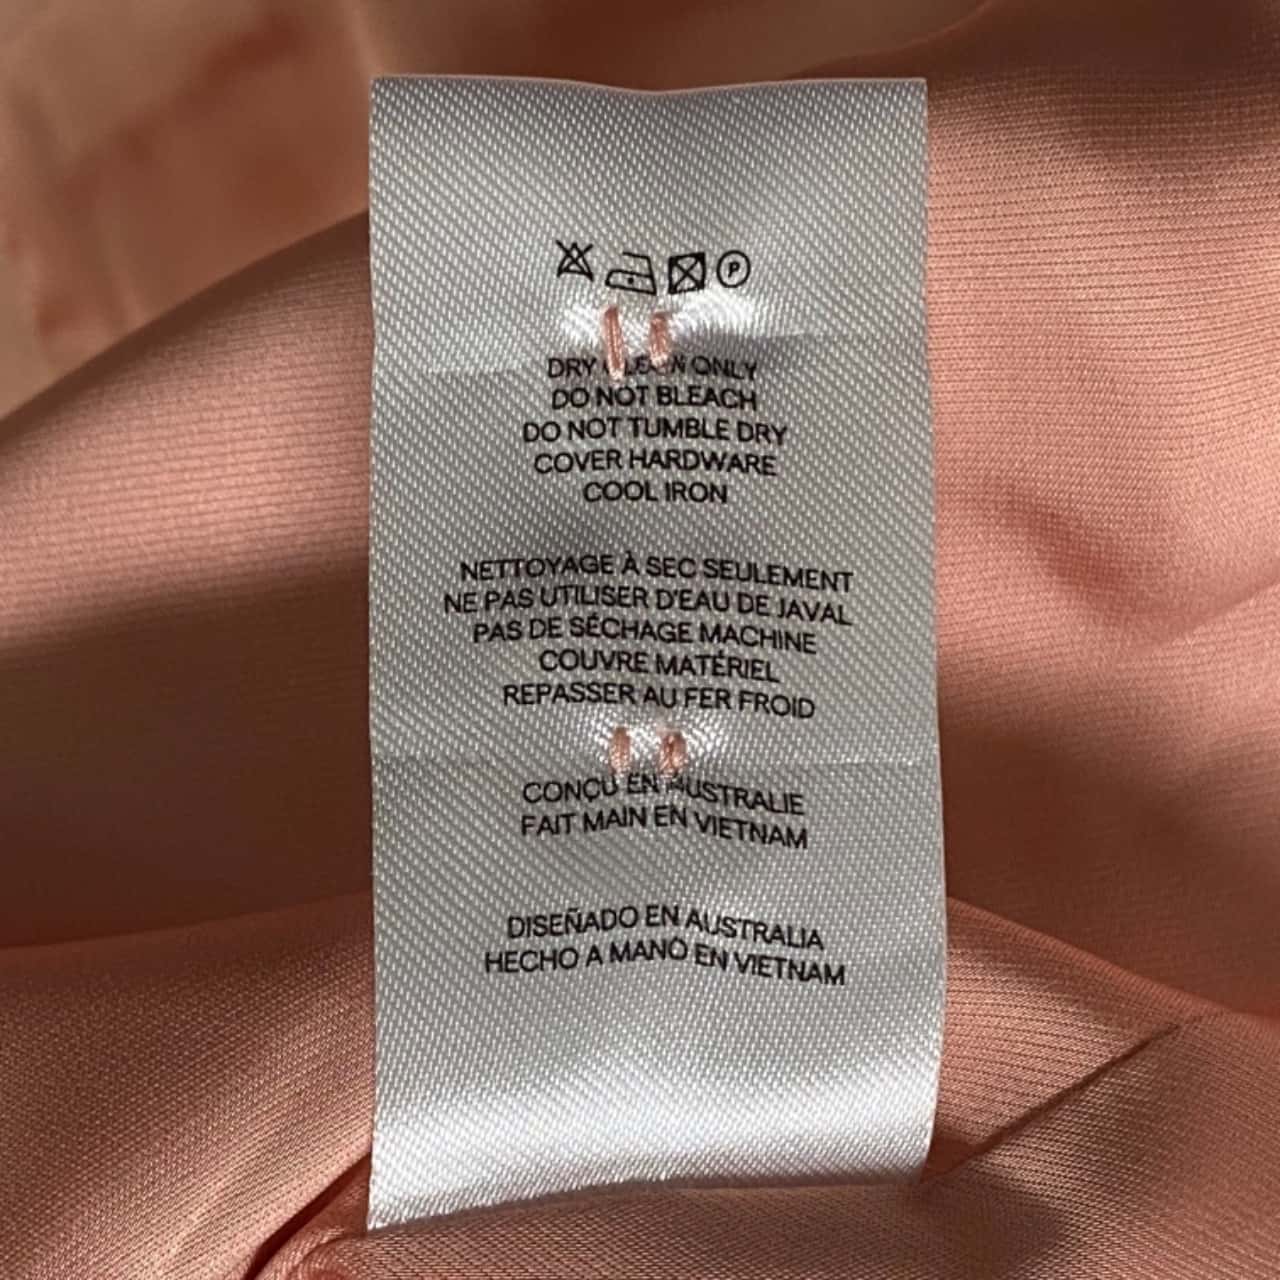 P
DRY CLEAN ONLY
DO NOT BLEACH
DO NOT TUMBLE DRY
COVER HARDWARE
COOL IRON
NETTOYAGE À SEC SEULEMENT
NE PAS UTILISER D'EAU DE JAVAL
PAS DE SÉCHAGE MACHINE
COUVRE MATÉRIEL
REPASSER AU FER FROID
CONÇU EN AUSTRALIE
FAIT MAIN EN VIETNAM
DISEÑADO EN AUSTRALIA
HECHO A MANO EN VIETNAM